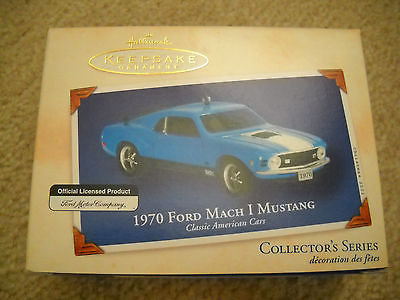 Hallmark
KEEPSAKE
ORNAMENT
1970
Official Licensed Product
Ford Motor Company
1970 FORD MACH I MUSTANG
Classic American Cars
COLLECTOR'S SERIES
décoration des fêtes